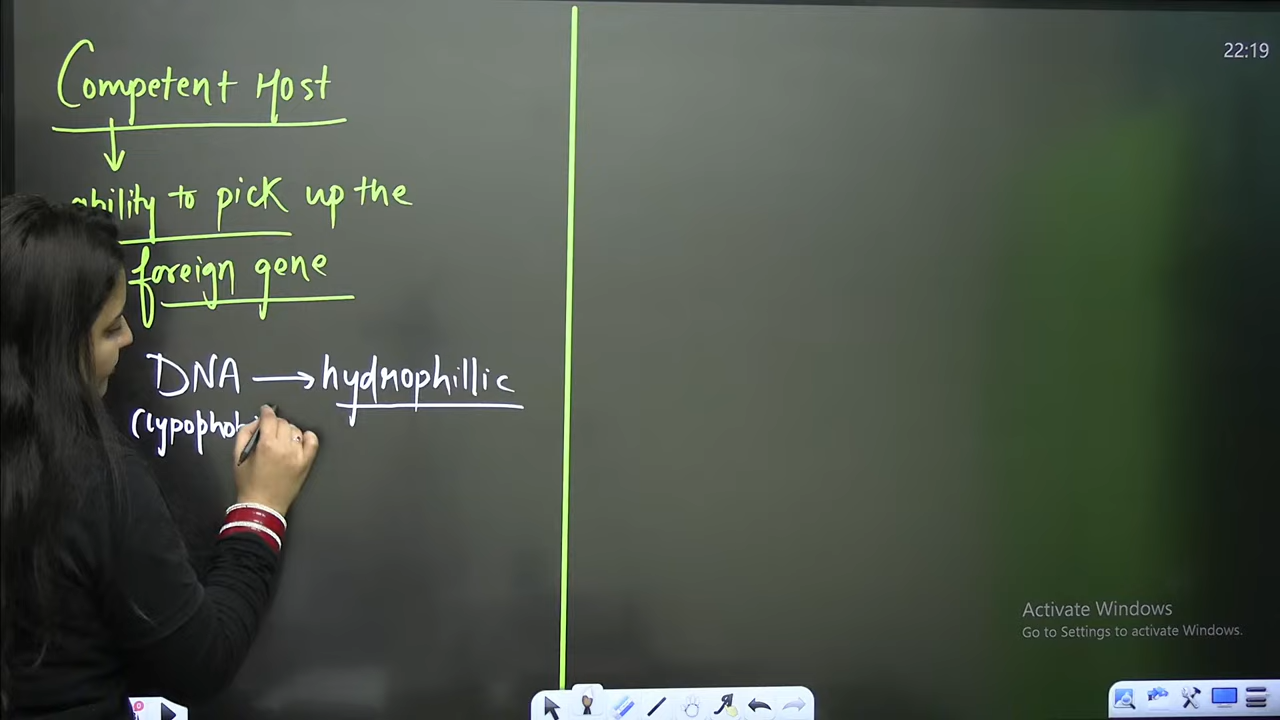 Competent Host
ability to pick up the
foreign gene
DNA → hydrophillic
(lypophob
22:19
Activate Windows
Go to Settings to activate Windows.